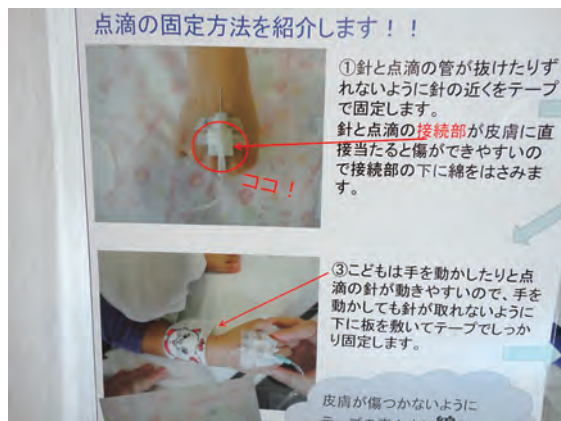 点滴の固定方法を紹介します!!
①針と点滴の管が抜けたりず
れないように針の近くをテープ
で固定します。
針と点滴の接続部が皮膚に直
接当たると傷ができやすいの
で接続部の下に綿をはさみま
す。
ココ!
③こどもは手を動かしたりと点
滴の針が動きやすいので、手を
動かしても針が取れないように
下に板を敷いてテープでしっか
り固定します。
皮膚が傷つかないように